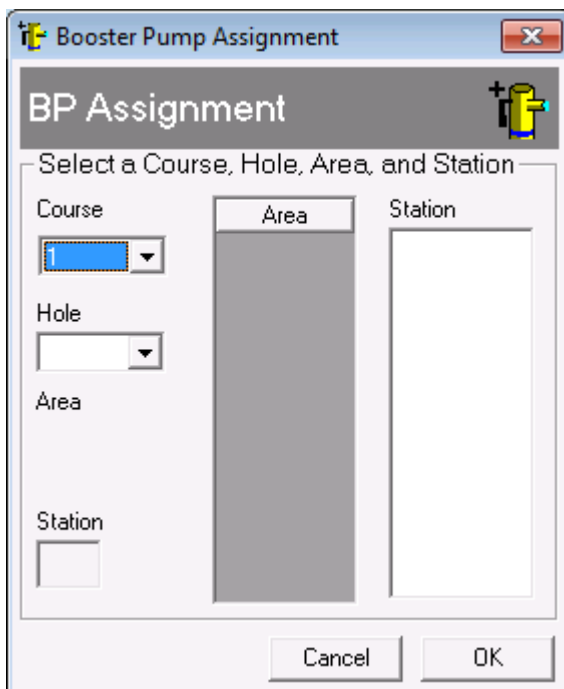 Booster Pump Assignment
BP Assignment
Select a Course, Hole, Area, and Station
Course
1
Hole
Area
Station
Area
Station
Cancel
OK